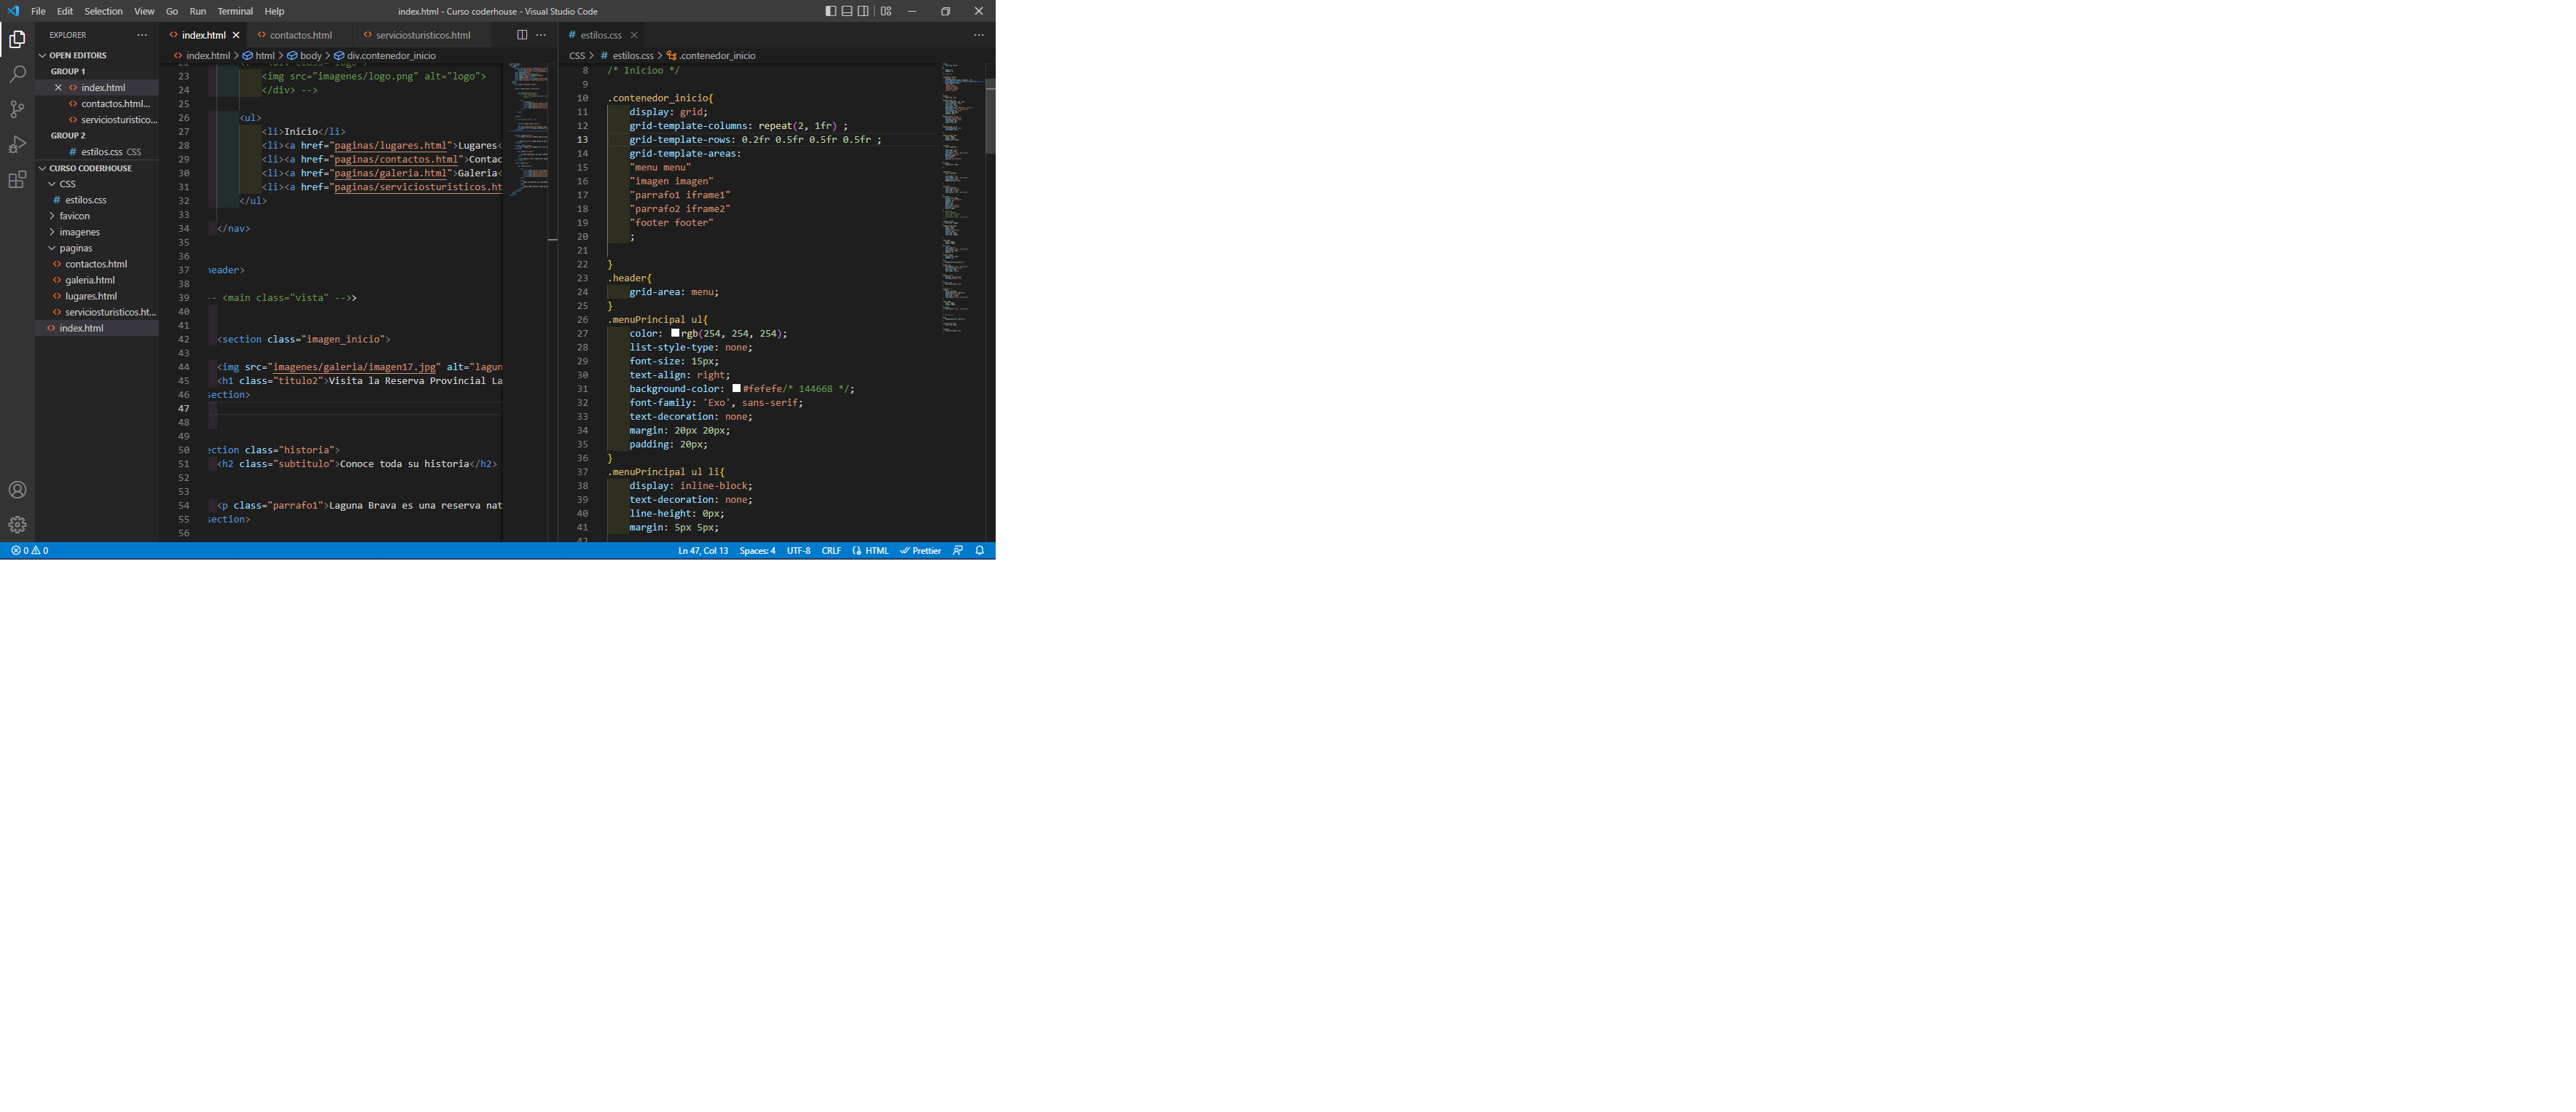 File Edit Selection View Go Run Terminal Help
index.html - Curso coderhouse - Visual Studio Code
EXPLORER
OPEN EDITORS
GROUP 1
index.html
contactos.html...
serviciosturistico...
GROUP 2
estilos.css CSS
CURSO CODERHOUSE
CSS
estilos.css
favicon
imagenes
paginas
contactos.html
galeria.html
lugares.html
serviciosturisticos.ht...
index.html
index.html contactos.html serviciosturisticos.html
index.html > html > body > div.contenedor_inicio
23 <img src="imagenes/logo.png" alt="logo">
24 </div> -->
25
26 <ul>
27 <li>Inicio</li>
28 <li><a href="paginas/lugares.html">Lugares<
29 <li><a href="paginas/contactos.html">Contac
30 <li><a href="paginas/galeria.html">Galeria<
31 <li><a href="paginas/serviciosturisticos.ht
32 </ul>
33
34 </nav>
35
36
37 header>
38
39 -- <main class="vista" -->>
40
41
42 <section class="imagen_inicio">
43
44 <img src="imagenes/galeria/imagen17.jpg" alt="lagun
45 <h1 class="titulo2">Visita la Reserva Provincial La
46 section>
47
48
49
50 ection class="historia">
51 <h2 class="subtitulo">Conoce toda su historia</h2>
52
53
54 <p class="parrafo1">Laguna Brava es una reserva nat
55 section>
56
estilos.css
CSS > estilos.css > .contenedor_inicio
8 /* Inicioo */
9
10 .contenedor_inicio{
11 display: grid;
12 grid-template-columns: repeat(2, 1fr) ;
13 grid-template-rows: 0.2fr 0.5fr 0.5fr 0.5fr ;
14 grid-template-areas:
15 "menu menu"
16 "imagen imagen"
17 "parrafo1 iframe1"
18 "parrafo2 iframe2"
19 "footer footer"
20 ;
21
22 }
23 .header{
24 grid-area: menu;
25 }
26 .menuPrincipal ul{
27 color: rgb(254, 254, 254);
28 list-style-type: none;
29 font-size: 15px;
30 text-align: right;
31 background-color: #fefefe/* 144668 */;
32 font-family: 'Exo', sans-serif;
33 text-decoration: none;
34 margin: 20px 20px;
35 padding: 20px;
36 }
37 .menuPrincipal ul li{
38 display: inline-block;
39 text-decoration: none;
40 line-height: 0px;
41 margin: 5px 5px;
42
0 0
Ln 47, Col 13 Spaces: 4 UTF-8 CRLF HTML Prettier